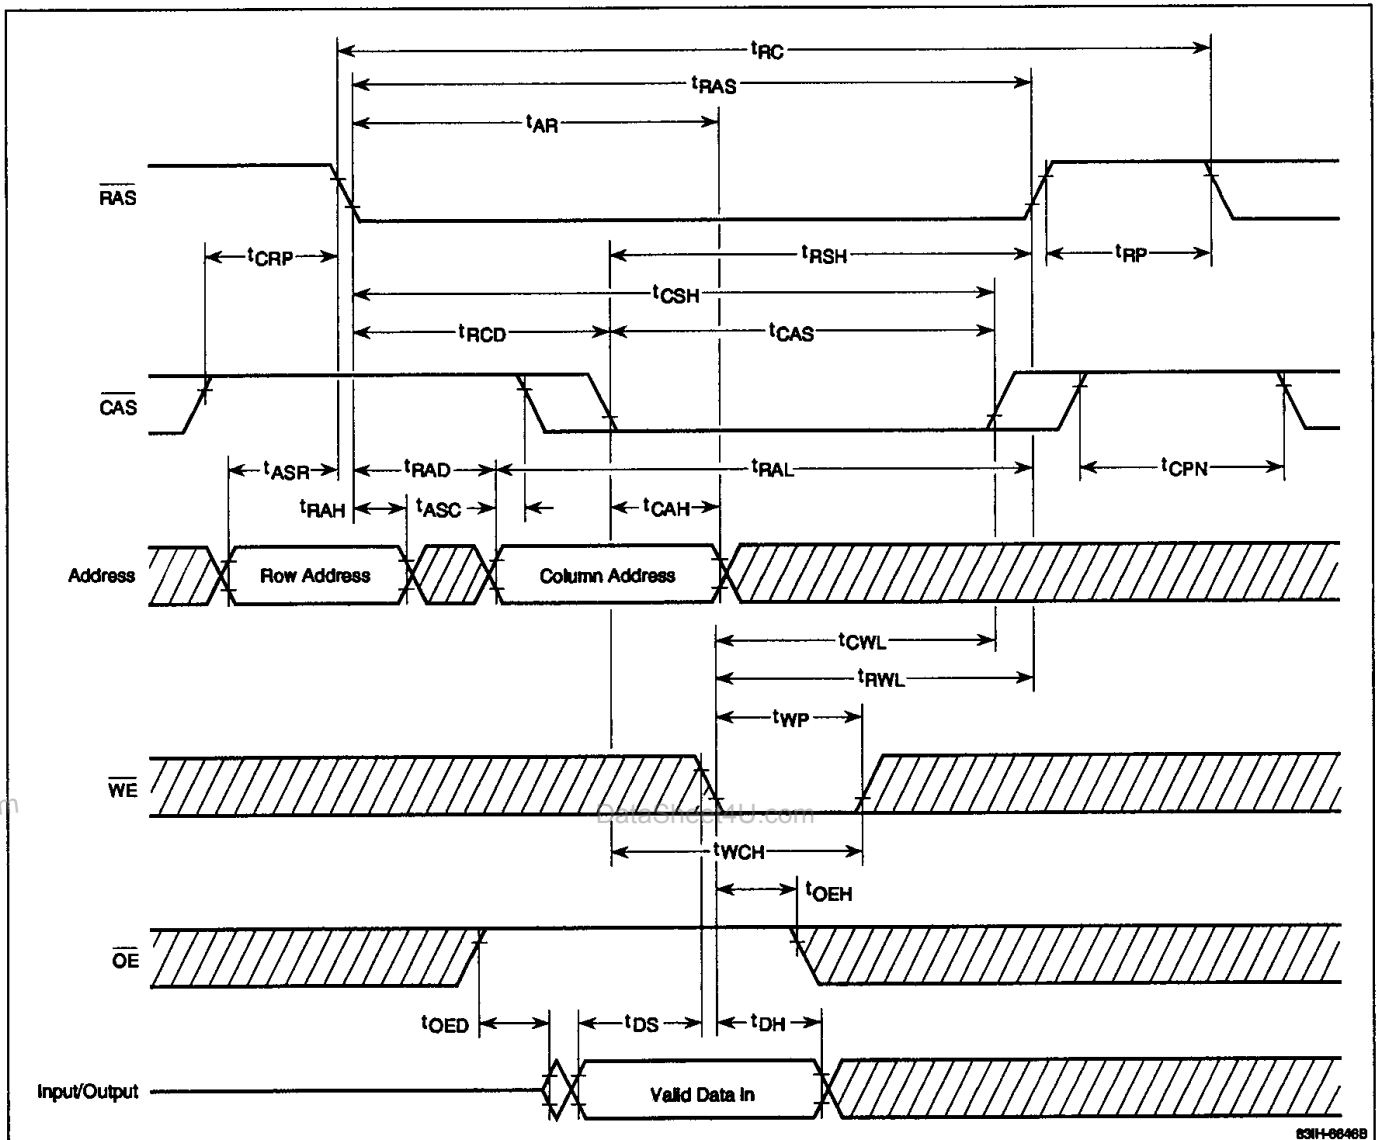 tRC
tRAS
tAR
RAS
tCRP
tRSH
tRP
tCSH
tRCD
tCAS
CAS
tASR
tRAD
tRAL
tCPN
tRAH
tASC
tCAH
Address
Row Address
Column Address
tCWL
tRWL
tWP
WE
m
DataSheet4U.com
tWCH
tOEH
OE
tOED
tDS
tDH
Input/Output
Valid Data In
83IH-6646B